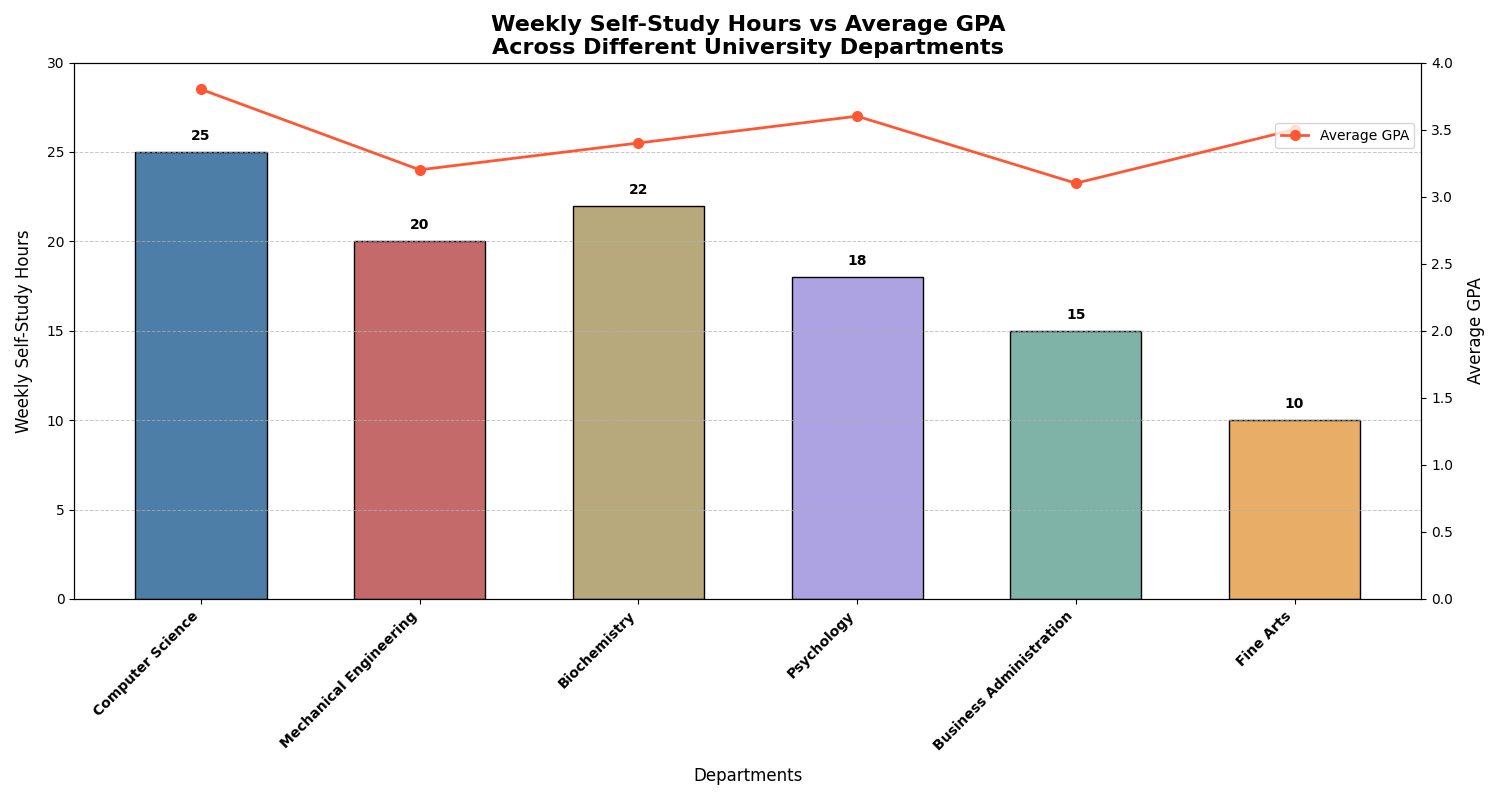 Weekly Self-Study Hours vs Average GPA
Across Different University Departments
30
25
20
15
10
5
0
Weekly Self-Study Hours
4.0
3.5
3.0
2.5
2.0
1.5
1.0
0.5
0.0
Average GPA
Average GPA
25
20
22
18
15
10
Computer Science
Mechanical Engineering
Biochemistry
Psychology
Business Administration
Fine Arts
Departments